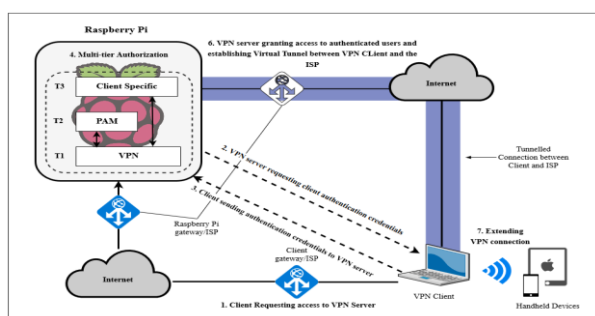 Raspberry Pi
4. Multi-tier Authorization
T3
Client Specific
T2
PAM
T1
VPN
6. VPN server granting access to authenticated users and
establishing Virtual Tunnel between VPN CLient and the
ISP
Internet
Tunnelled
Connection between
Client and ISP
2. VPN server requesting client authentication credentials
3. Client sending authentication credentials to VPN server
Raspberry Pi
gateway/ISP
Client
gateway/ISP
7. Extending
VPN connection
Internet
1. Client Requesting access to VPN Server
VPN Client
Handheld Devices